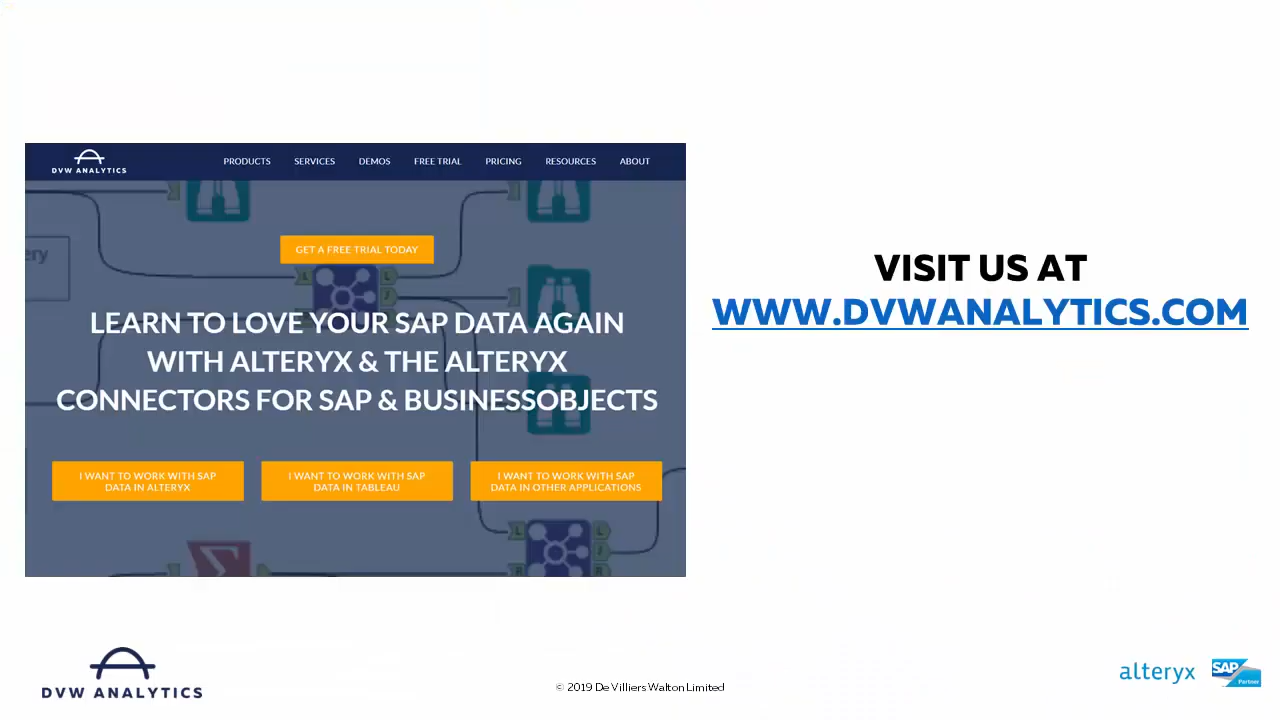 DVW ANALYTICS
PRODUCTS SERVICES DEMOS FREE TRIAL PRICING RESOURCES ABOUT
ery
GET A FREE TRIAL TODAY
L L
J
LEARN TO LOVE YOUR SAP DATA AGAIN
WITH ALTERYX & THE ALTERYX
CONNECTORS FOR SAP & BUSINESSOBJECTS
I WANT TO WORK WITH SAP
DATA IN ALTERYX
I WANT TO WORK WITH SAP
DATA IN TABLEAU
I WANT TO WORK WITH SAP
DATA IN OTHER APPLICATIONS
L L
J
R R
VISIT US AT
WWW.DVWANALYTICS.COM
DVW ANALYTICS
© 2019 De Villiers Walton Limited
alteryx
SAP
Partner